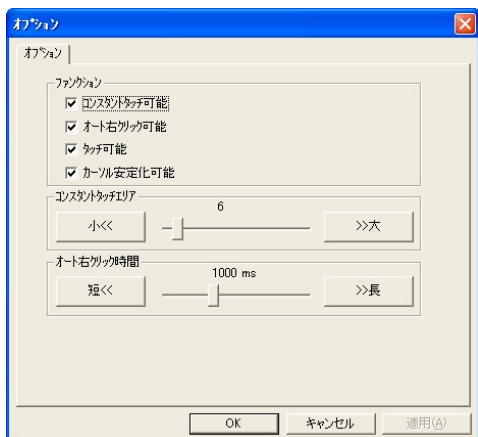 オプション
オプション
ファンクション
コンスタントタッチ可能
オート右クリック可能
タッチ可能
カーソル安定化可能
コンスタントタッチエリア
6
小<<
>>大
オート右クリック時間
1000 ms
短<<
>>長
OK
キャンセル
適用(A)